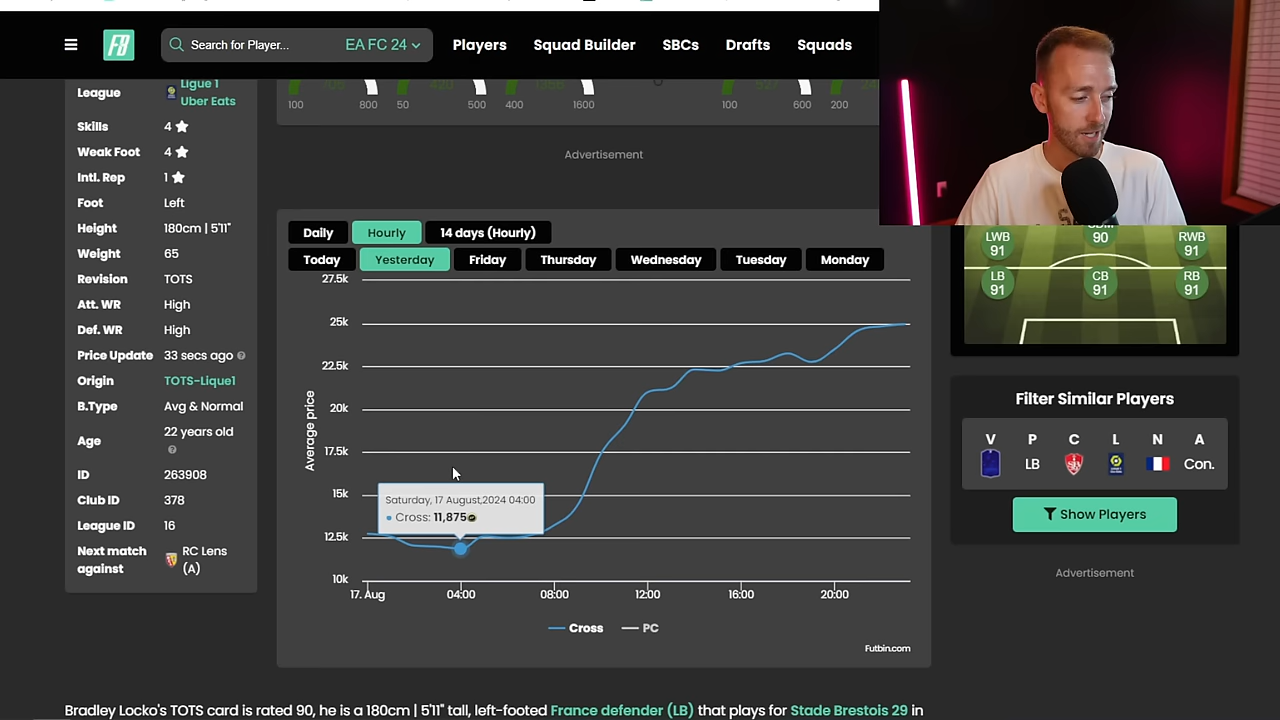 FB
Search for Player...
EA FC 24
Players
Squad Builder
SBCs
Drafts
Squads
League
Ligue 1
Uber Eats
Skills 4
Weak Foot 4
Intl. Rep 1
Foot Left
Height 180cm | 5'11"
Weight 65
Revision TOTS
Att. WR High
Def. WR High
Price Update 33 secs ago
Origin TOTS-Lique1
B.Type Avg & Normal
Age 22 years old
ID 263908
Club ID 378
League ID 16
Next match against
RC Lens (A)
100 800 50 500 400 1600 100 600 200
Advertisement
Daily Hourly 14 days (Hourly)
Today Yesterday Friday Thursday Wednesday Tuesday Monday
Average price
27.5k
25k
22.5k
20k
17.5k
15k
12.5k
10k
Saturday, 17 August,2024 04:00
Cross: 11,875
17. Aug 04:00 08:00 12:00 16:00 20:00
Cross PC
Futbin.com
LWB 91
90
RWB 91
LB 91
CB 91
RB 91
Filter Similar Players
V P C L N A
LB Con.
Show Players
Advertisement
Bradley Locko's TOTS card is rated 90, he is a 180cm | 5'11" tall, left-footed France defender (LB) that plays for Stade Brestois 29 in